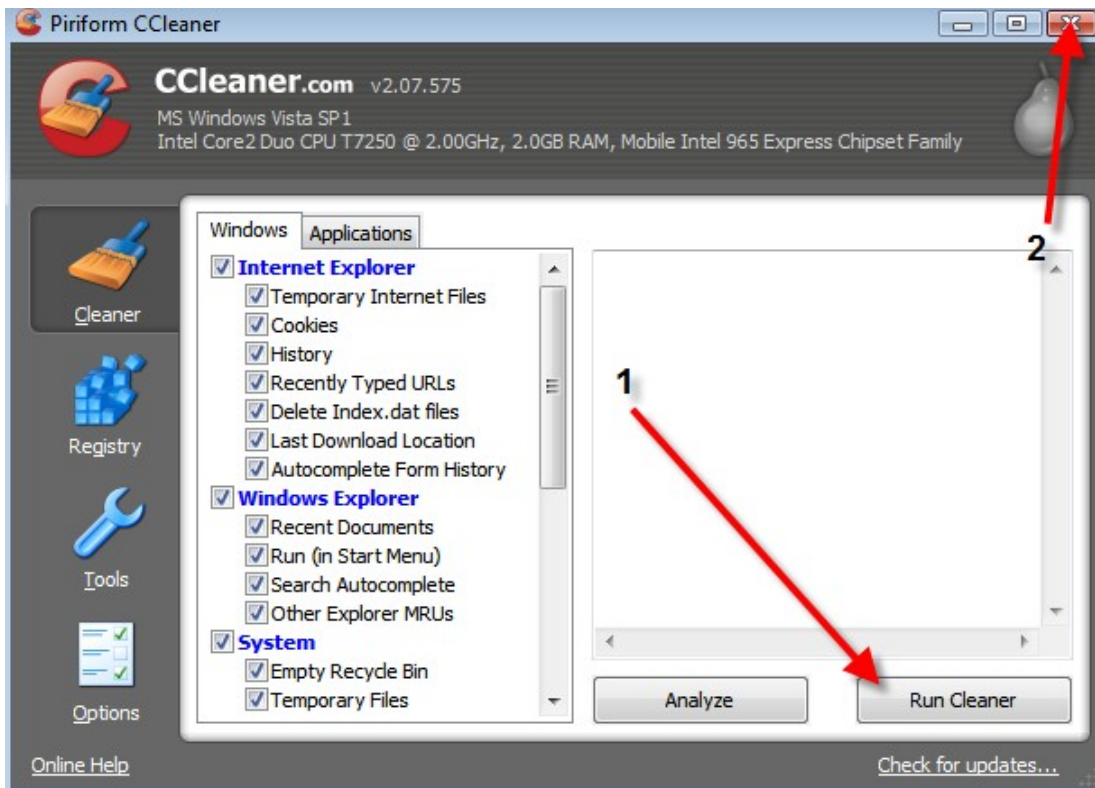 Piriform CCleaner
CCleaner.com v2.07.575
MS Windows Vista SP1
Intel Core2 Duo CPU T7250 @ 2.00GHz, 2.0GB RAM, Mobile Intel 965 Express Chipset Family
2
Cleaner
Registry
Tools
Options
Windows Applications
Internet Explorer
Temporary Internet Files
Cookies
History
Recently Typed URLs
Delete Index.dat files
Last Download Location
Autocomplete Form History
Windows Explorer
Recent Documents
Run (in Start Menu)
Search Autocomplete
Other Explorer MRUs
System
Empty Recycle Bin
Temporary Files
1
Analyze Run Cleaner
Online Help Check for updates...